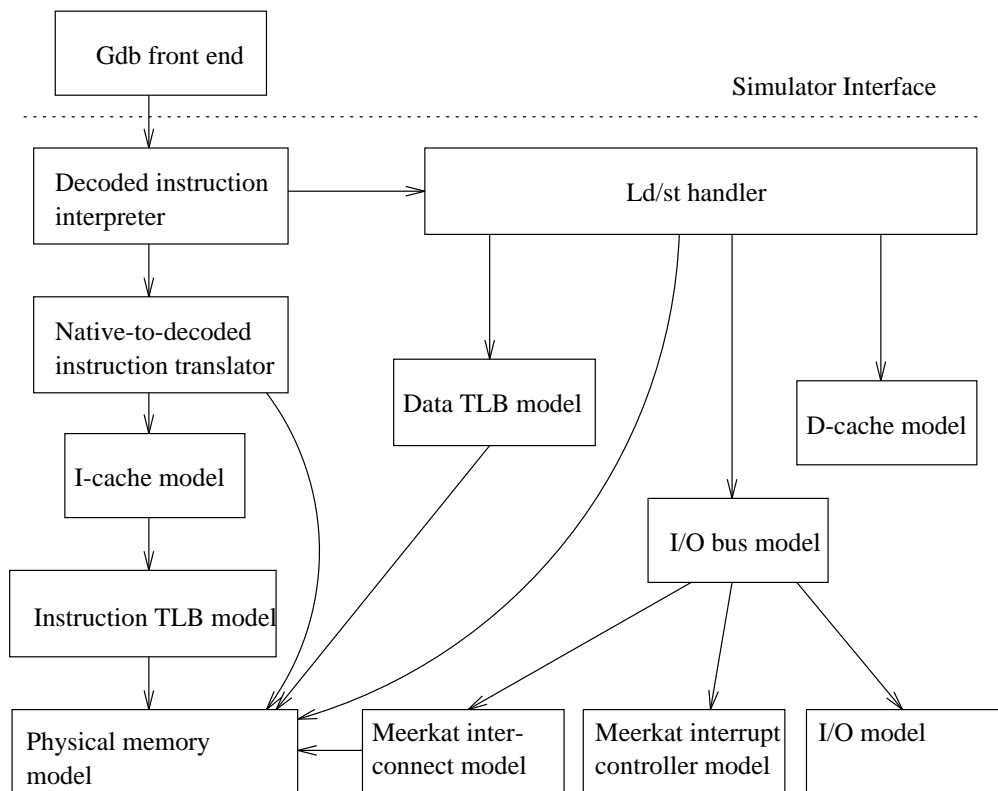 Gdb front end
Simulator Interface
Decoded instruction
interpreter
Ld/st handler
Native-to-decoded
instruction translator
Data TLB model
D-cache model
I-cache model
I/O bus model
Instruction TLB model
Physical memory
model
Meerkat inter-
connect model
Meerkat interrupt
controller model
I/O model